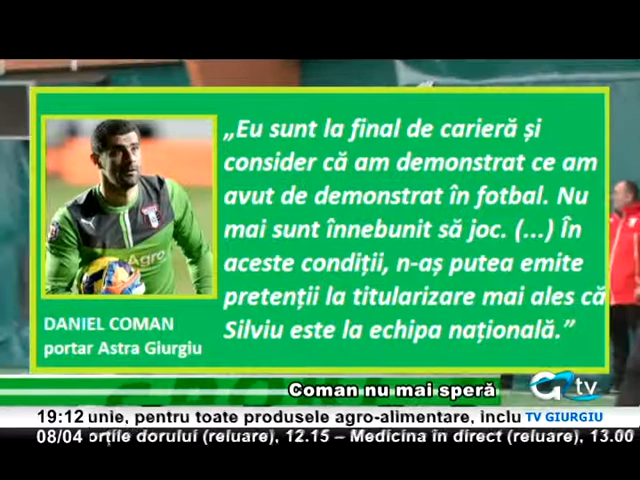 „Eu sunt la final de carieră și
consider că am demonstrat ce am
avut de demonstrat în fotbal. Nu
mai sunt înnebunit să joc. (...) În
aceste condiții, n-aș putea emite
pretenții la titularizare mai ales că
Silviu este la echipa națională.”
Agro
DANIEL COMAN
portar Astra Giurgiu
Coman nu mai speră
G tv
19:12 unie, pentru toate produsele agro-alimentare, inclu TV GIURGIU
08/04 orțile dorului (reluare), 12.15 – Medicina în direct (reluare), 13.00